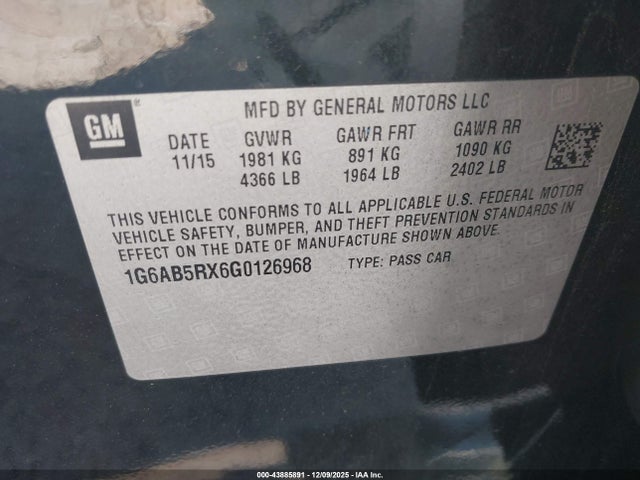 GM
MFD BY GENERAL MOTORS LLC
DATE GVWR GAWR FRT GAWR RR
11/15 1981 KG 891 KG 1090 KG
4366 LB 1964 LB 2402 LB
THIS VEHICLE CONFORMS TO ALL APPLICABLE U.S. FEDERAL MOTOR
VEHICLE SAFETY, BUMPER, AND THEFT PREVENTION STANDARDS IN
EFFECT ON THE DATE OF MANUFACTURE SHOWN ABOVE.
1G6AB5RX6G0126968 TYPE: PASS CAR
000-43885891 - 12/09/2025 - IAA Inc.